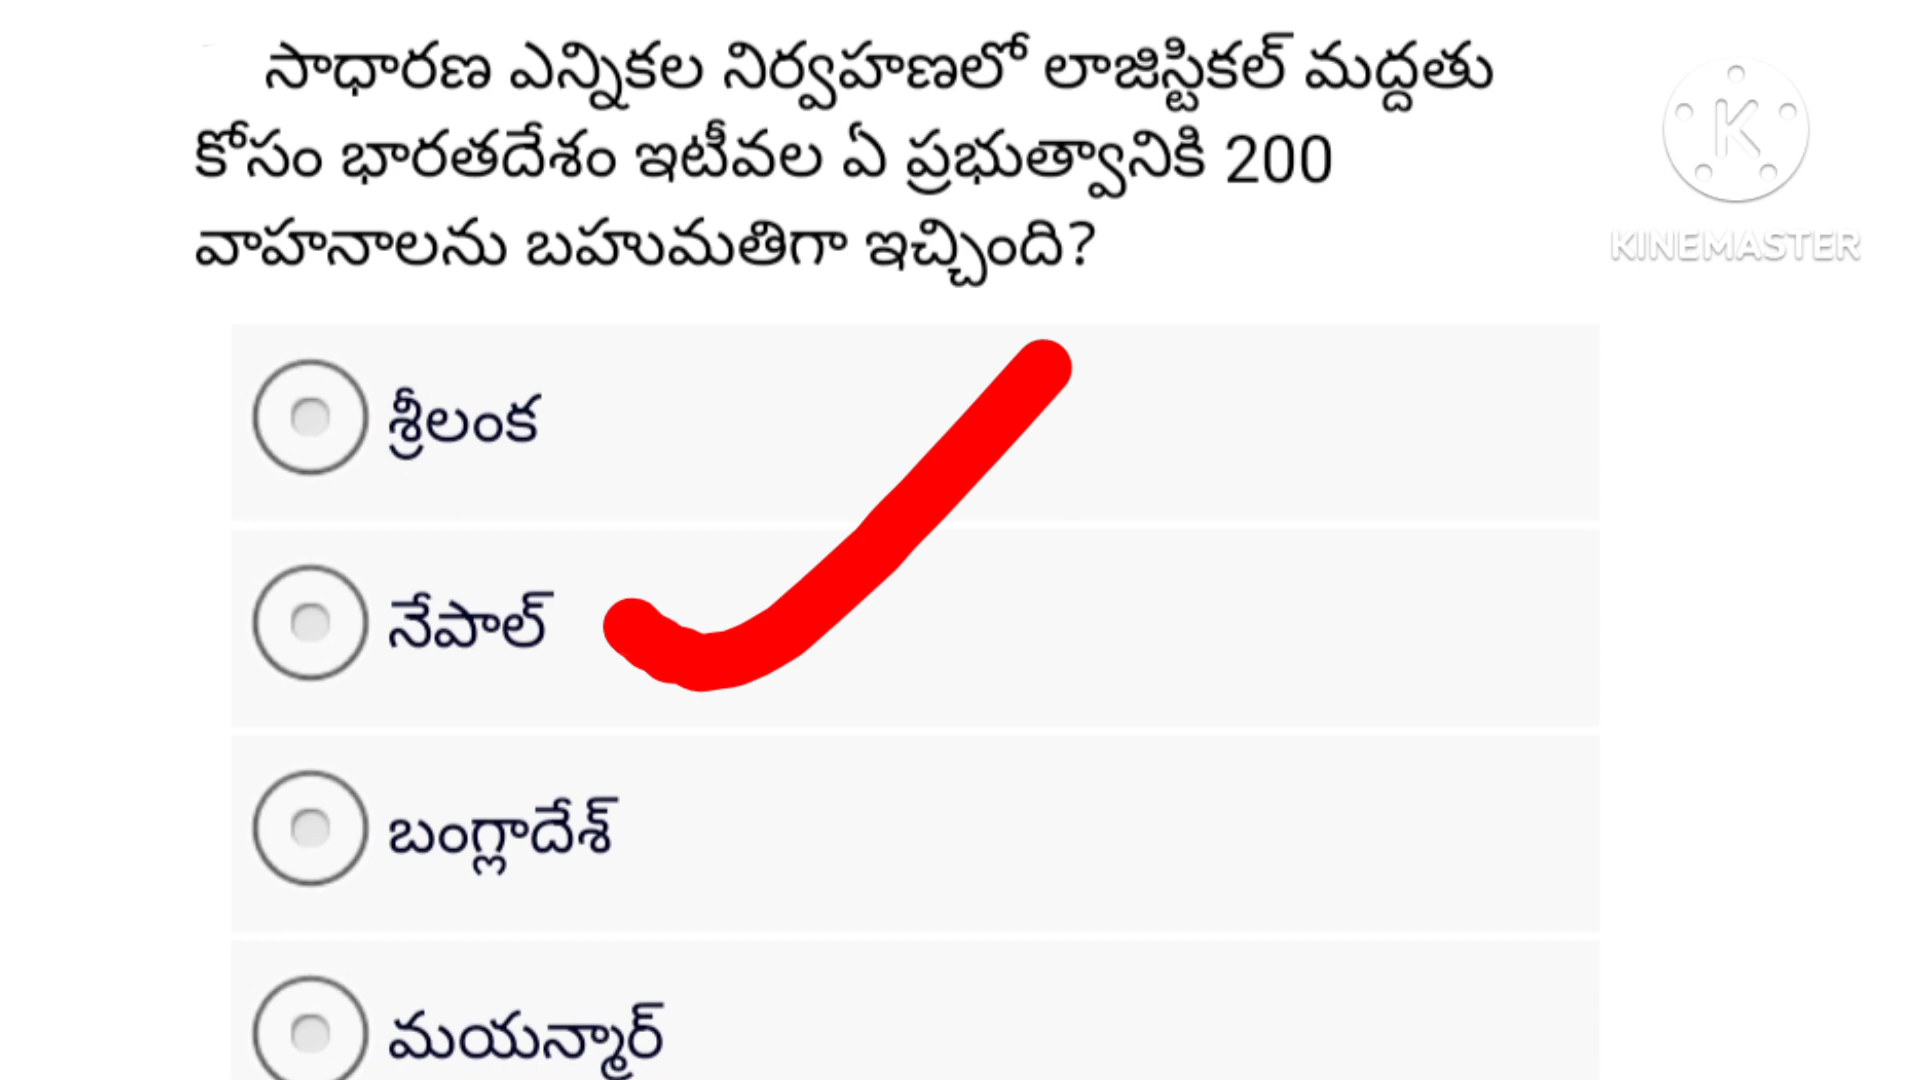 సాధారణ ఎన్నికల నిర్వహణలో లాజిస్టికల్ మద్దతు
కోసం భారతదేశం ఇటీవల ఏ ప్రభుత్వానికి 200
వాహనాలను బహుమతిగా ఇచ్చింది?
K
KINEMASTER
శ్రీలంక
నేపాల్
బంగ్లాదేశ్
మయన్మార్